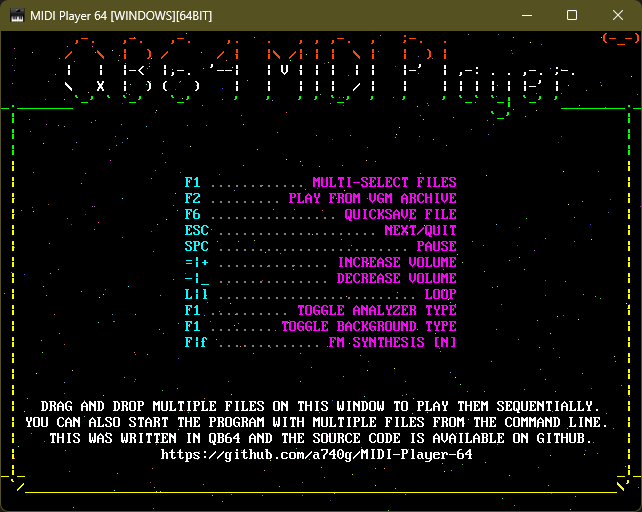 MIDI Player 64 [WINDOWS][64BIT]
QB64 MIDI Player
F1 ............. MULTI-SELECT FILES
F2 ......... PLAY FROM VGM ARCHIVE
F6 ................ QUICKSAVE FILE
ESC .................... NEXT/QUIT
SPC ........................ PAUSE
=|+ .............. INCREASE VOLUME
-|_ .............. DECREASE VOLUME
L|l ......................... LOOP
F1 .......... TOGGLE ANALYZER TYPE
F1 ........ TOGGLE BACKGROUND TYPE
F|f .............. FM SYNTHESIS [N]
DRAG AND DROP MULTIPLE FILES ON THIS WINDOW TO PLAY THEM SEQUENTIALLY.
YOU CAN ALSO START THE PROGRAM WITH MULTIPLE FILES FROM THE COMMAND LINE.
THIS WAS WRITTEN IN QB64 AND THE SOURCE CODE IS AVAILABLE ON GITHUB.
https://github.com/a740g/MIDI-Player-64